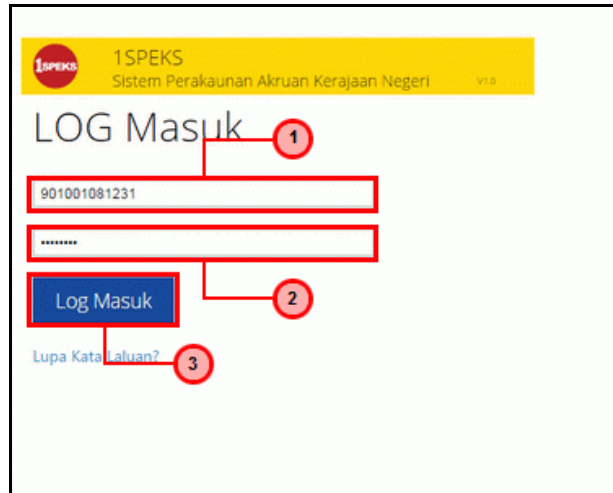 1SPEKS
1SPEKS
Sistem Perakaunan Akruan Kerajaan Negeri V1.0
LOG Masuk
1
901001081231
••••••••
2
Log Masuk
Lupa Kata Laluan?
3